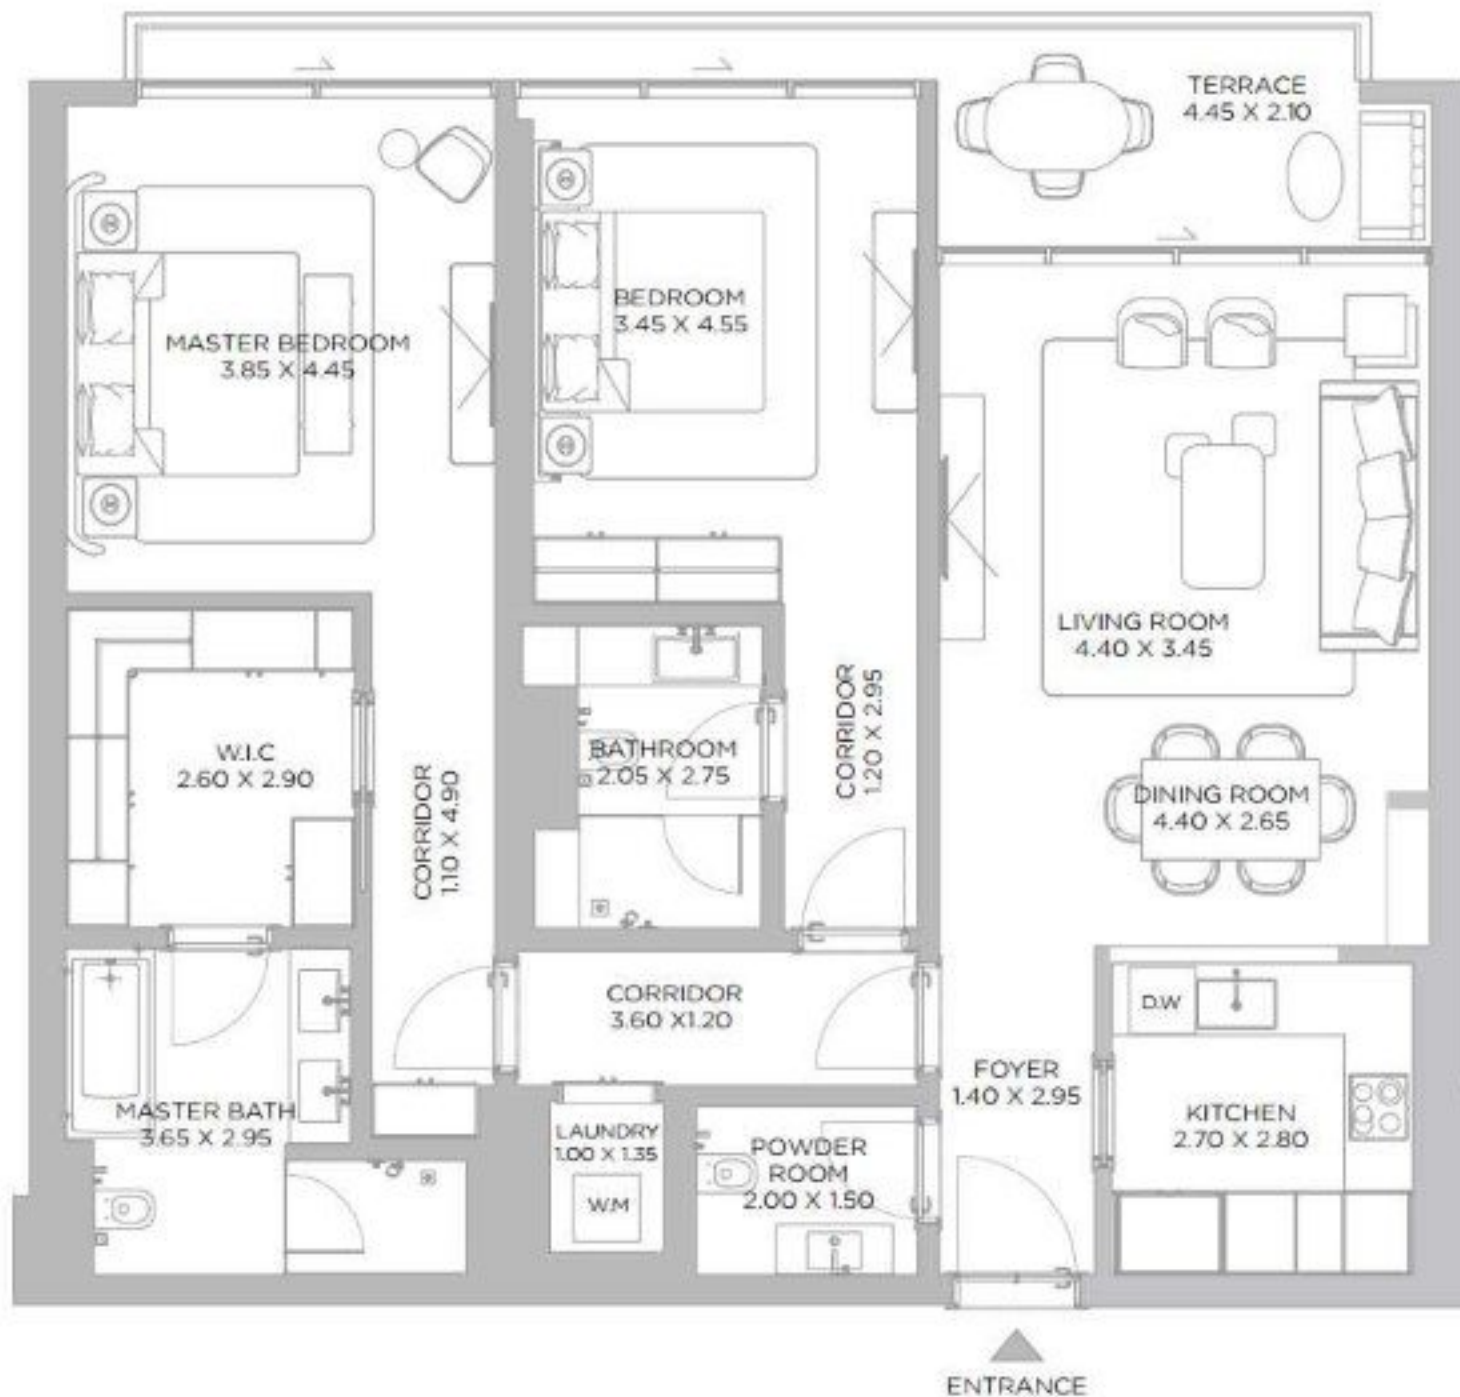 TERRACE
4.45 X 2.10
BEDROOM
3.45 X 4.55
MASTER BEDROOM
3.85 X 4.45
LIVING ROOM
4.40 X 3.45
W.I.C
2.60 X 2.90
BATHROOM
2.05 X 2.75
CORRIDOR
1.20 X 2.95
CORRIDOR
1.10 X 4.90
DINING ROOM
4.40 X 2.65
CORRIDOR
3.60 X1.20
D.W
FOYER
1.40 X 2.95
MASTER BATH
3.65 X 2.95
LAUNDRY
1.00 X 1.35
W.M
POWDER
ROOM
2.00 X 1.50
KITCHEN
2.70 X 2.80
ENTRANCE